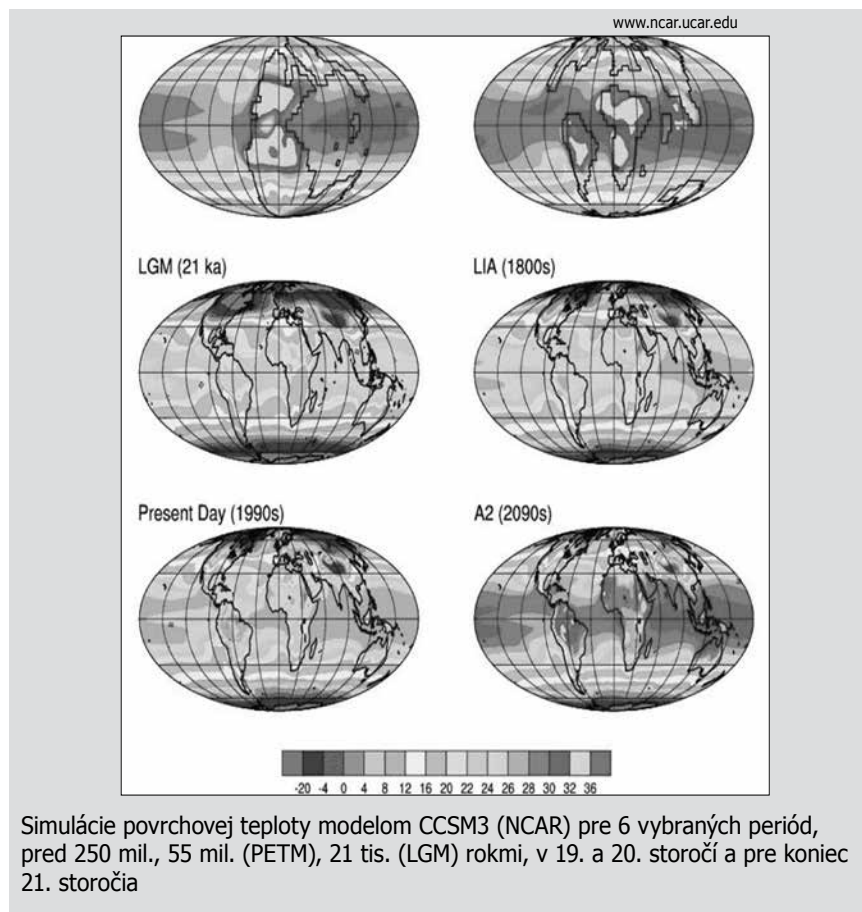 www.ncar.ucar.edu
LGM (21 ka)
LIA (1800s)
Present Day (1990s)
A2 (2090s)
-20 -4 0 4 8 12 16 20 22 24 26 28 30 32 36
Simulácie povrchovej teploty modelom CCSM3 (NCAR) pre 6 vybraných periód,
pred 250 mil., 55 mil. (PETM), 21 tis. (LGM) rokmi, v 19. a 20. storočí a pre koniec
21. storočia